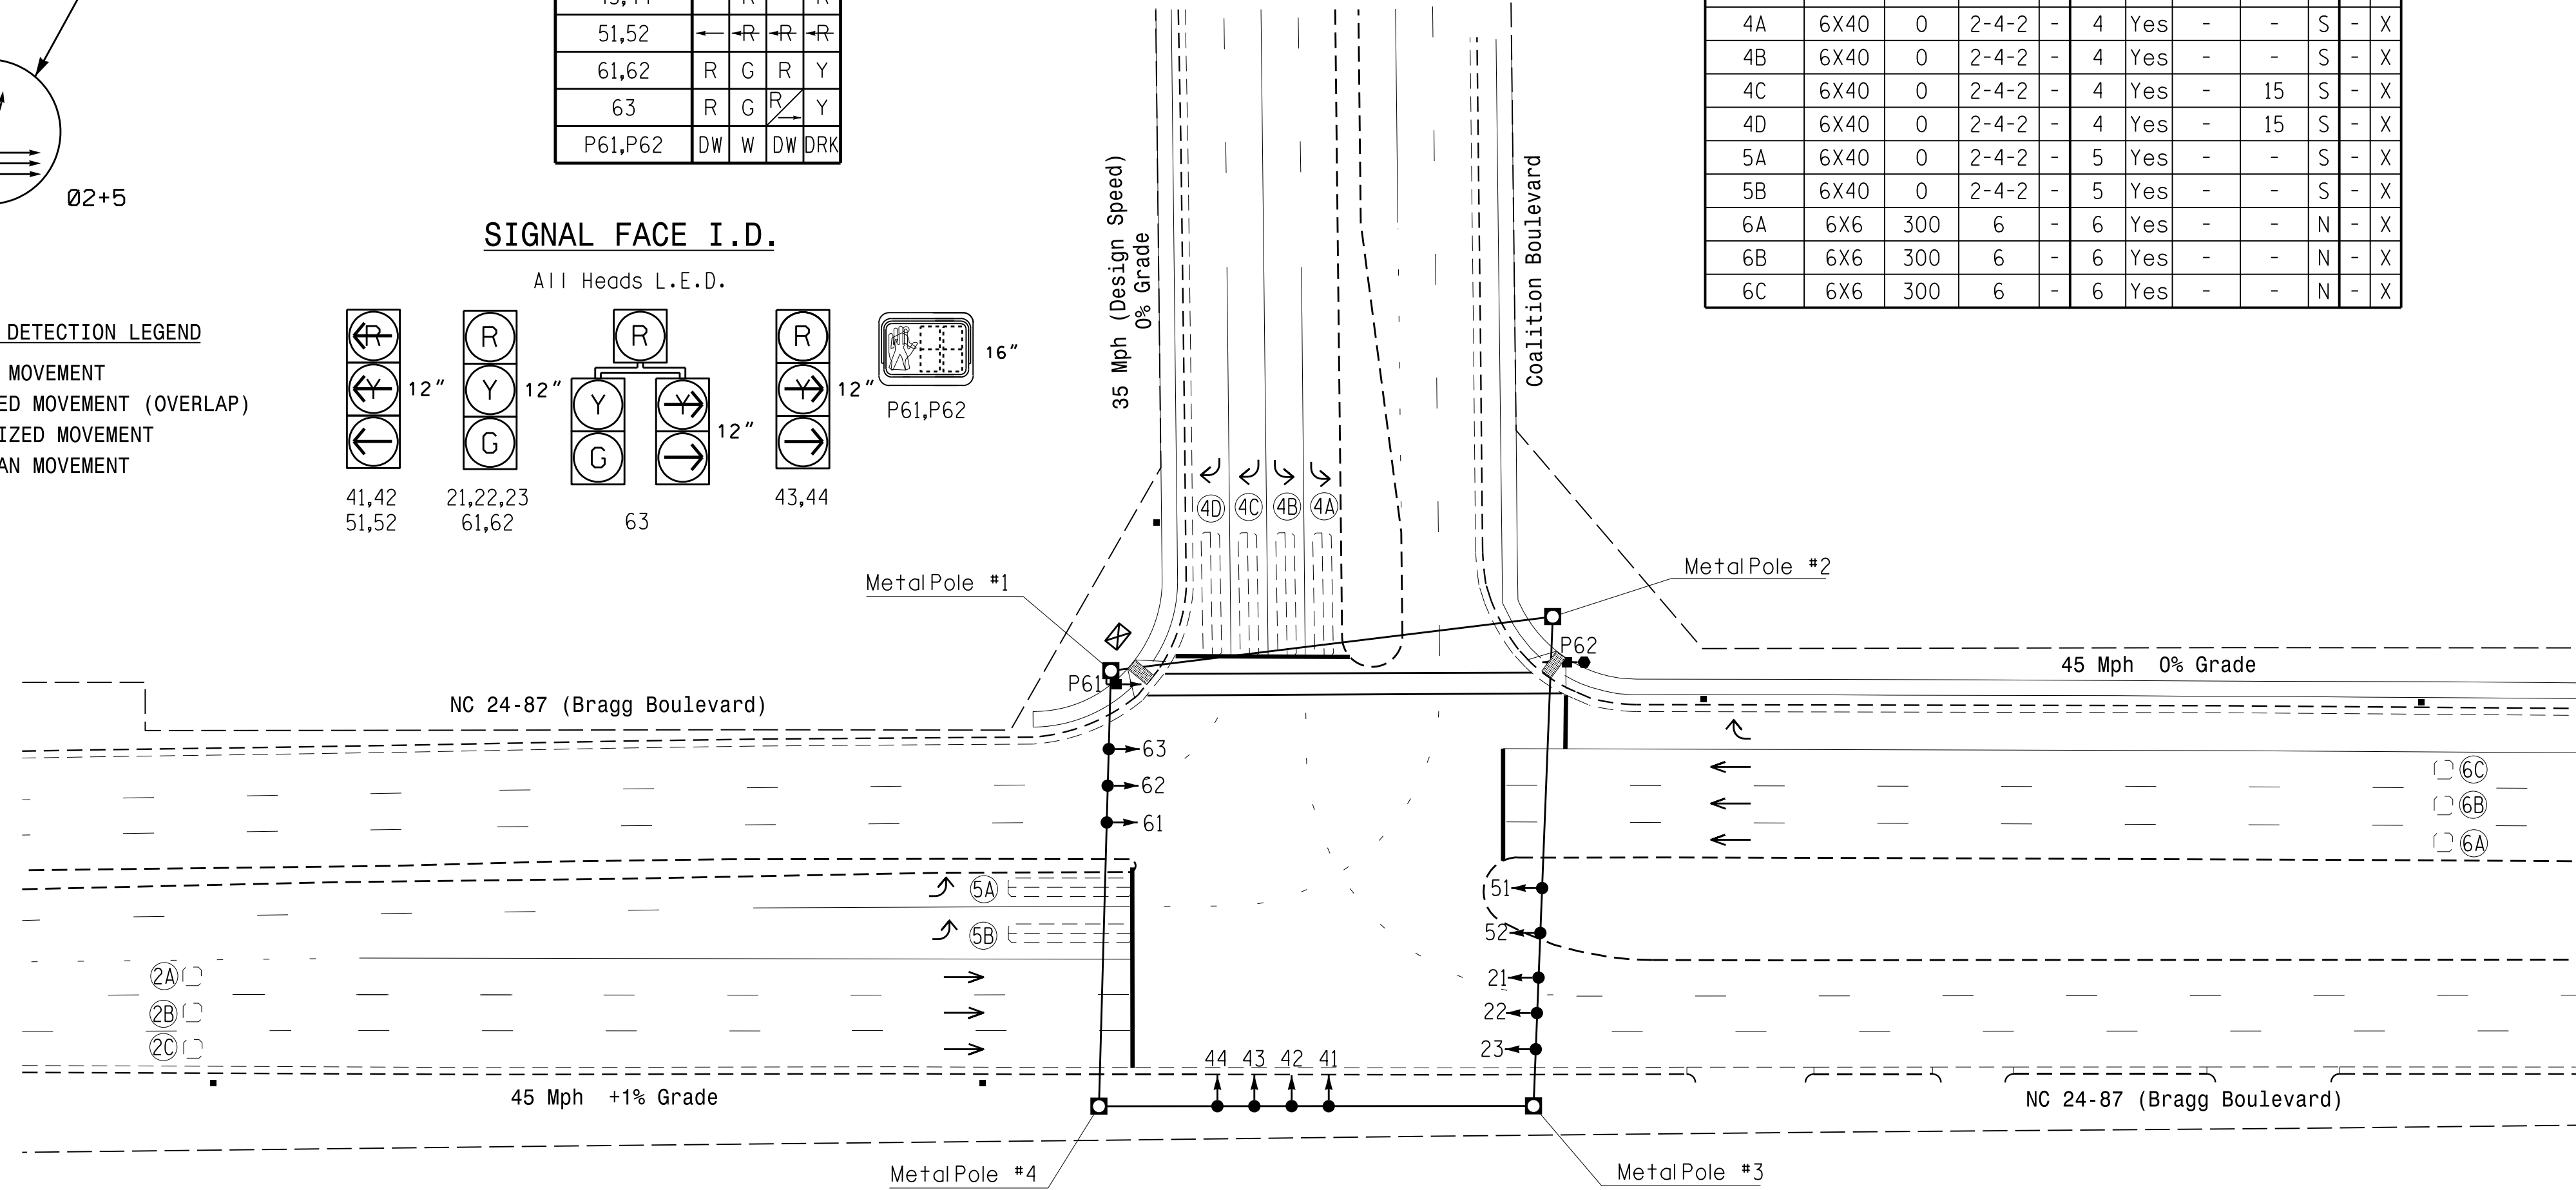 51,52 ← ←R ←R ←R
61,62 R G R Y
63 R G R/→ Y
P61,P62 DW W DW DRK
Ø2+5
SIGNAL FACE I.D.
All Heads L.E.D.
DETECTION LEGEND
MOVEMENT
ED MOVEMENT (OVERLAP)
IZED MOVEMENT
AN MOVEMENT
R Y 12"
41,42
51,52
R Y G 12"
21,22,23
61,62
R Y Y G 12"
63
R Y 12"
43,44
16"
P61,P62
4A 6X40 0 2-4-2 - 4 Yes - - S - X
4B 6X40 0 2-4-2 - 4 Yes - - S - X
4C 6X40 0 2-4-2 - 4 Yes - 15 S - X
4D 6X40 0 2-4-2 - 4 Yes - 15 S - X
5A 6X40 0 2-4-2 - 5 Yes - - S - X
5B 6X40 0 2-4-2 - 5 Yes - - S - X
6A 6X6 300 6 - 6 Yes - - N - X
6B 6X6 300 6 - 6 Yes - - N - X
6C 6X6 300 6 - 6 Yes - - N - X
35 Mph (Design Speed)
0% Grade
Coalition Boulevard
4D 4C 4B 4A
Metal Pole #1
Metal Pole #2
P61
P62
NC 24-87 (Bragg Boulevard)
45 Mph 0% Grade
63
62
61
6C
6B
6A
5A
5B
51
52
21
22
23
2A
2B
2C
44 43 42 41
45 Mph +1% Grade
NC 24-87 (Bragg Boulevard)
Metal Pole #4
Metal Pole #3